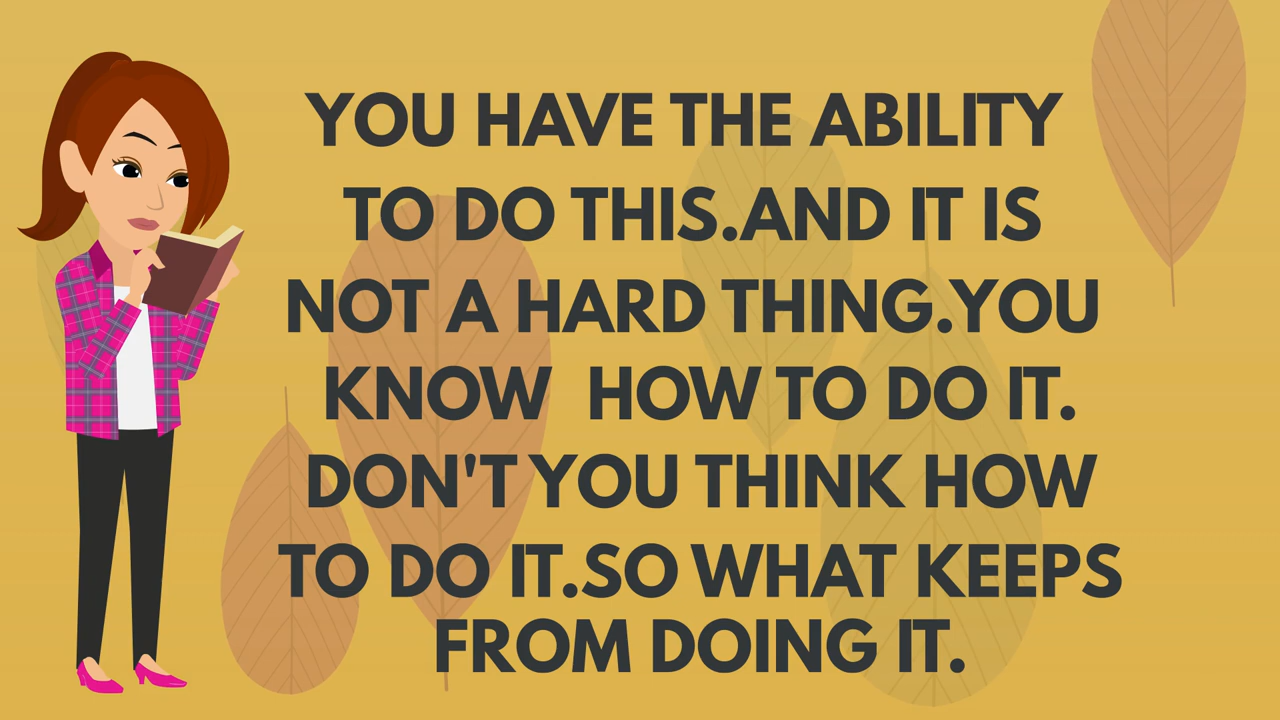 YOU HAVE THE ABILITY
TO DO THIS.AND IT IS
NOT A HARD THING.YOU
KNOW  HOW TO DO IT.
DON'T YOU THINK HOW
TO DO IT.SO WHAT KEEPS
FROM DOING IT.